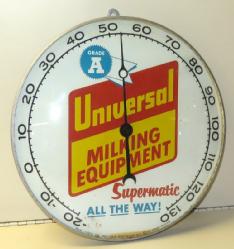 GRADE
A
Universal
MILKING
EQUIPMENT
Supermatic
ALL THE WAY!
-20
-10
0
10
20
30
40
50
60
70
80
90
100
110
120
130